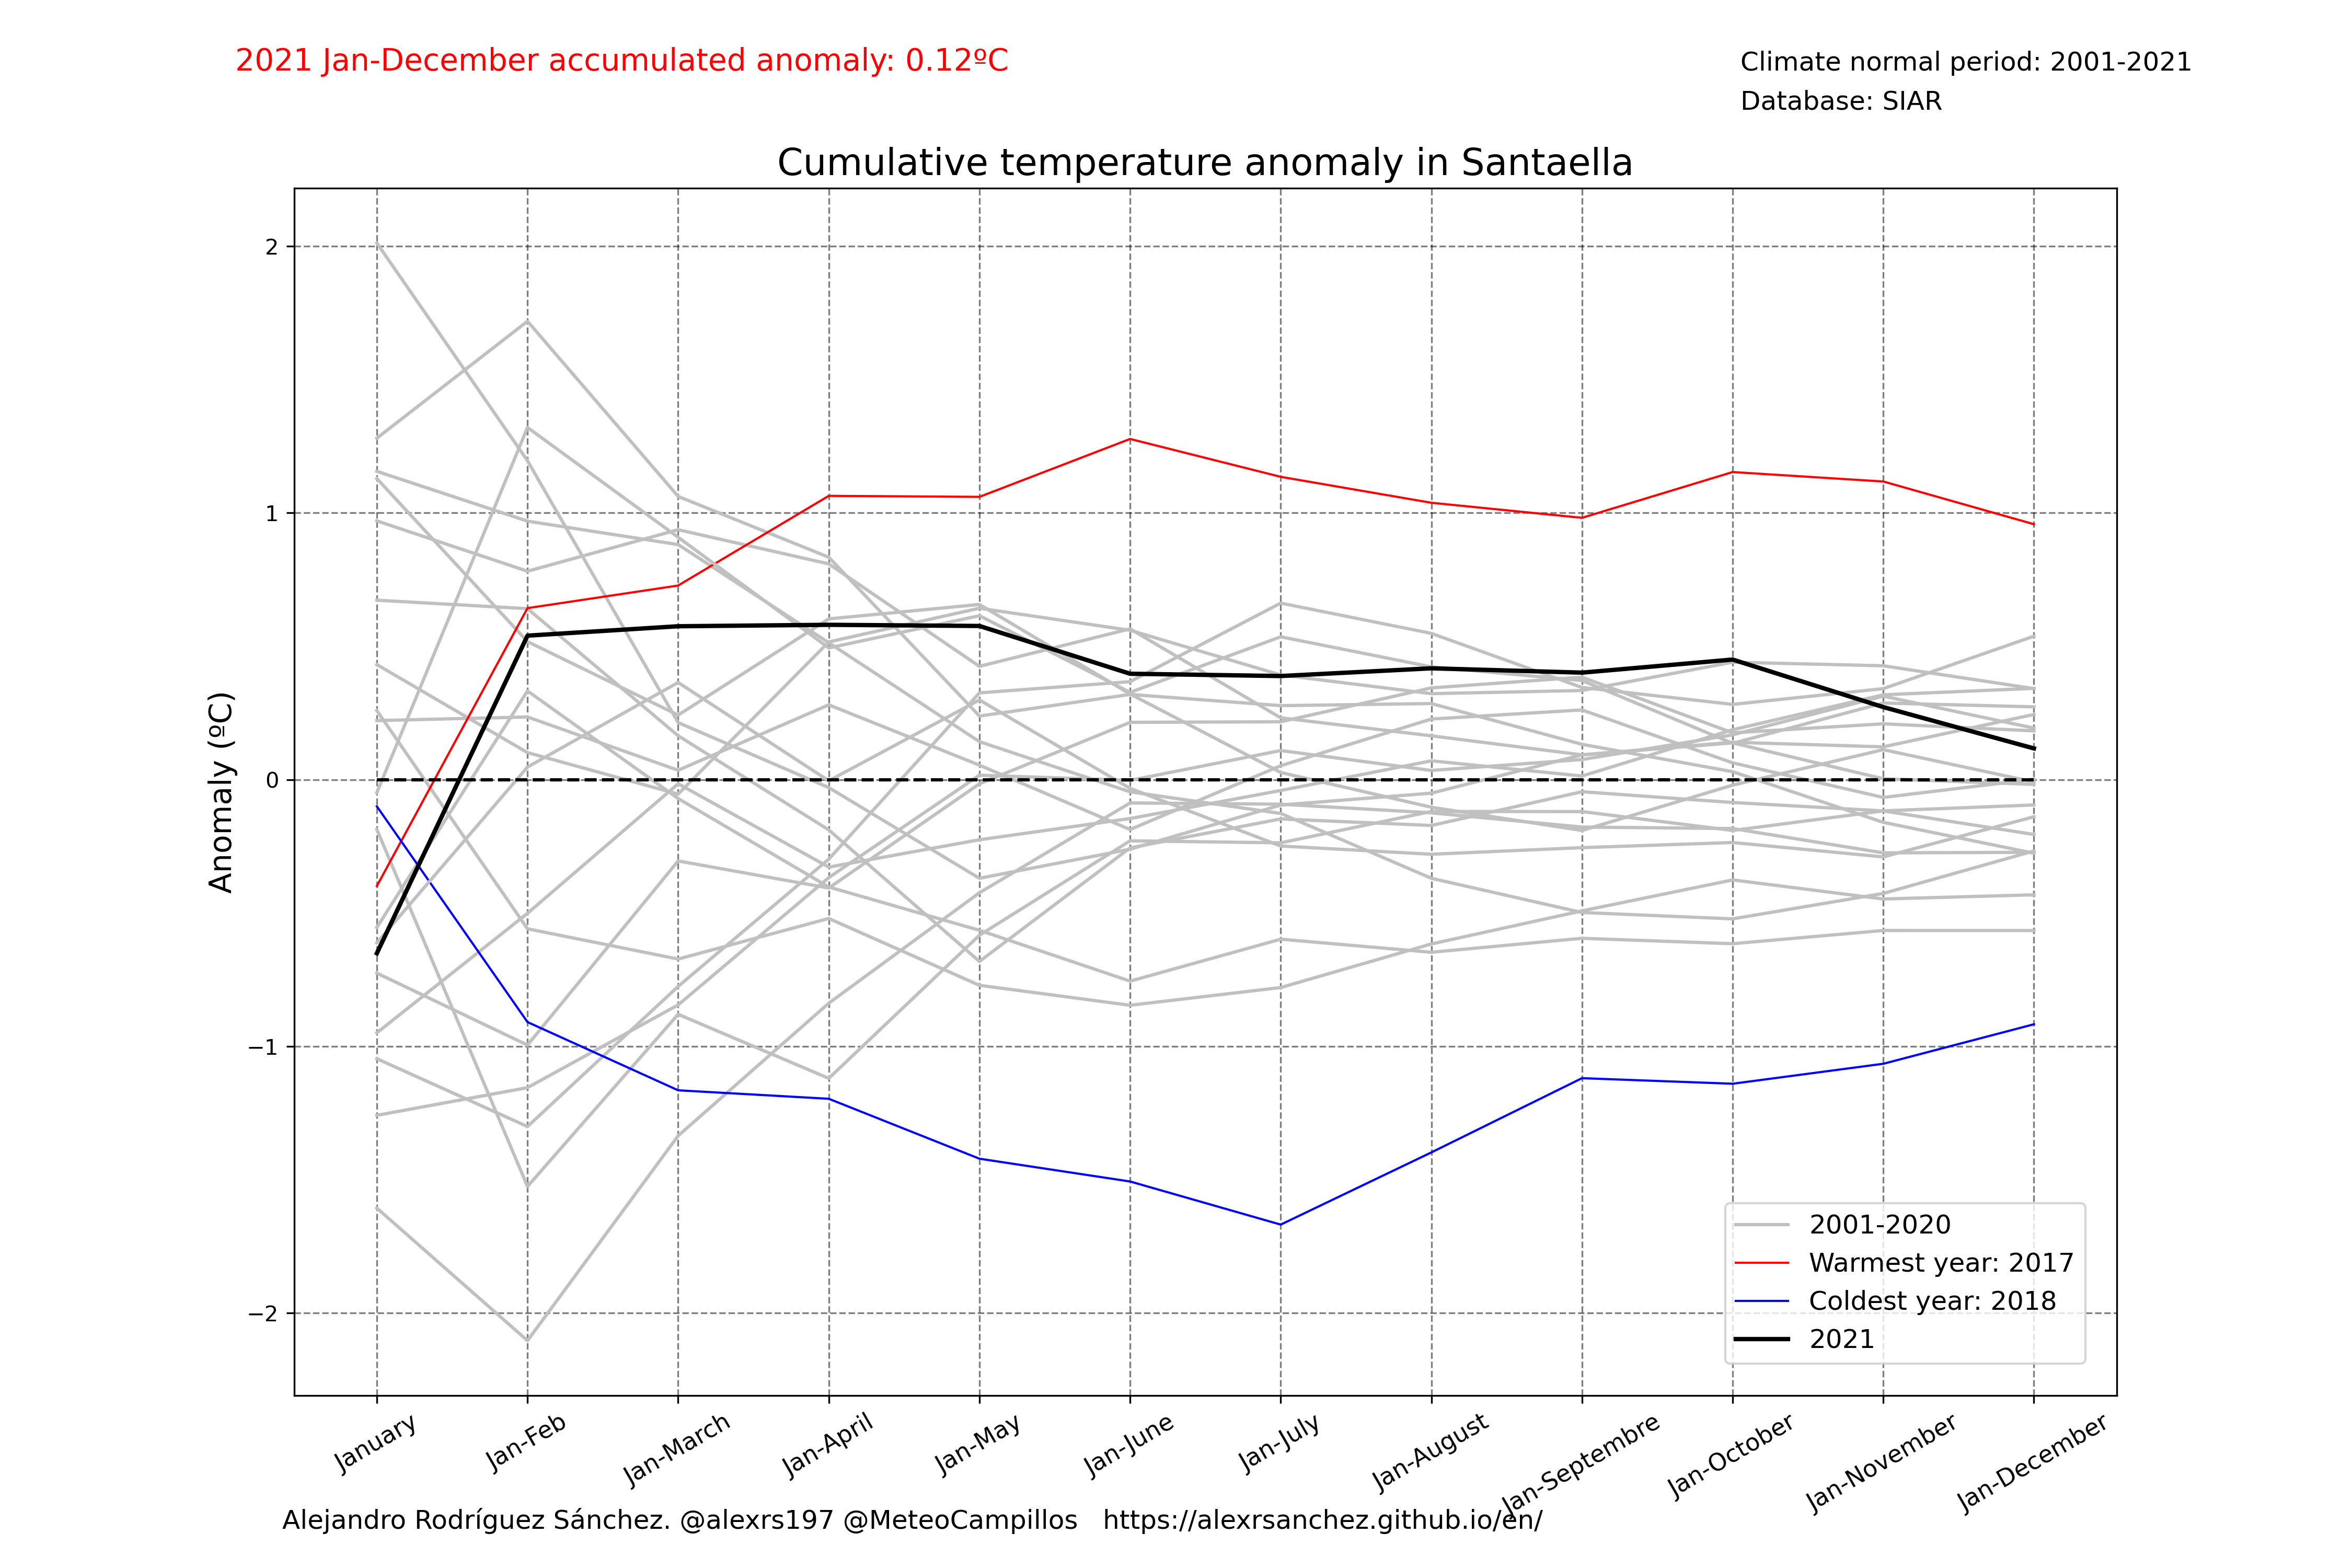 2021 Jan-December accumulated anomaly: 0.12ºC
Climate normal period: 2001-2021
Database: SIAR
Cumulative temperature anomaly in Santaella
Anomaly (ºC)
2
1
0
−1
−2
2001-2020
Warmest year: 2017
Coldest year: 2018
2021
January
Jan-Feb
Jan-March
Jan-April
Jan-May
Jan-June
Jan-July
Jan-August
Jan-Septembre
Jan-October
Jan-November
Jan-December
Alejandro Rodríguez Sánchez. @alexrs197 @MeteoCampillos   https://alexrsanchez.github.io/en/